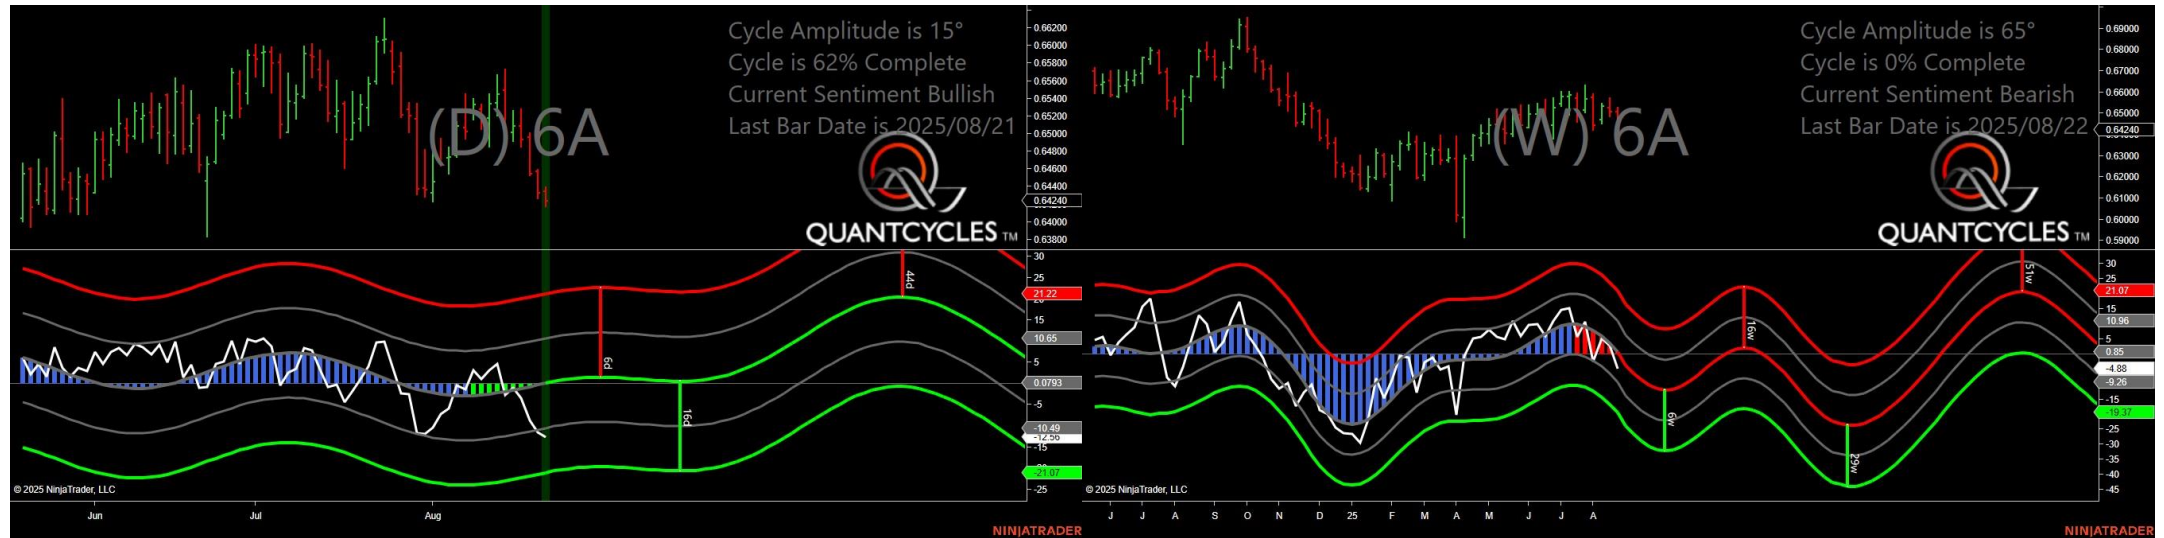 Cycle Amplitude is 15°
Cycle is 62% Complete
Current Sentiment Bullish
Last Bar Date is 2025/08/21
(D) 6A
QUANTCYCLES TM
0.66200
0.66000
0.65800
0.65600
0.65400
0.65200
0.65000
0.64800
0.64600
0.64400
0.64240
0.64000
0.63800
30
25
21.22
15
10.65
5
0.0793
-5
-10.49
-12.56
-15
-21.07
-25
6d
16d
44d
© 2025 NinjaTrader, LLC
Jun Jul Aug
NINJATRADER
Cycle Amplitude is 65°
Cycle is 0% Complete
Current Sentiment Bearish
Last Bar Date is 2025/08/22
(W) 6A
QUANTCYCLES TM
0.69000
0.68000
0.67000
0.66000
0.65000
0.64240
0.63000
0.62000
0.61000
0.60000
0.59000
30
25
21.07
15
10.96
5
0.85
-4.88
-9.26
-15
-19.37
-25
-30
-35
-40
-45
6w
16w
29w
51w
© 2025 NinjaTrader, LLC
J J A S O N D 25 F M A M J J A
NINJATRADER